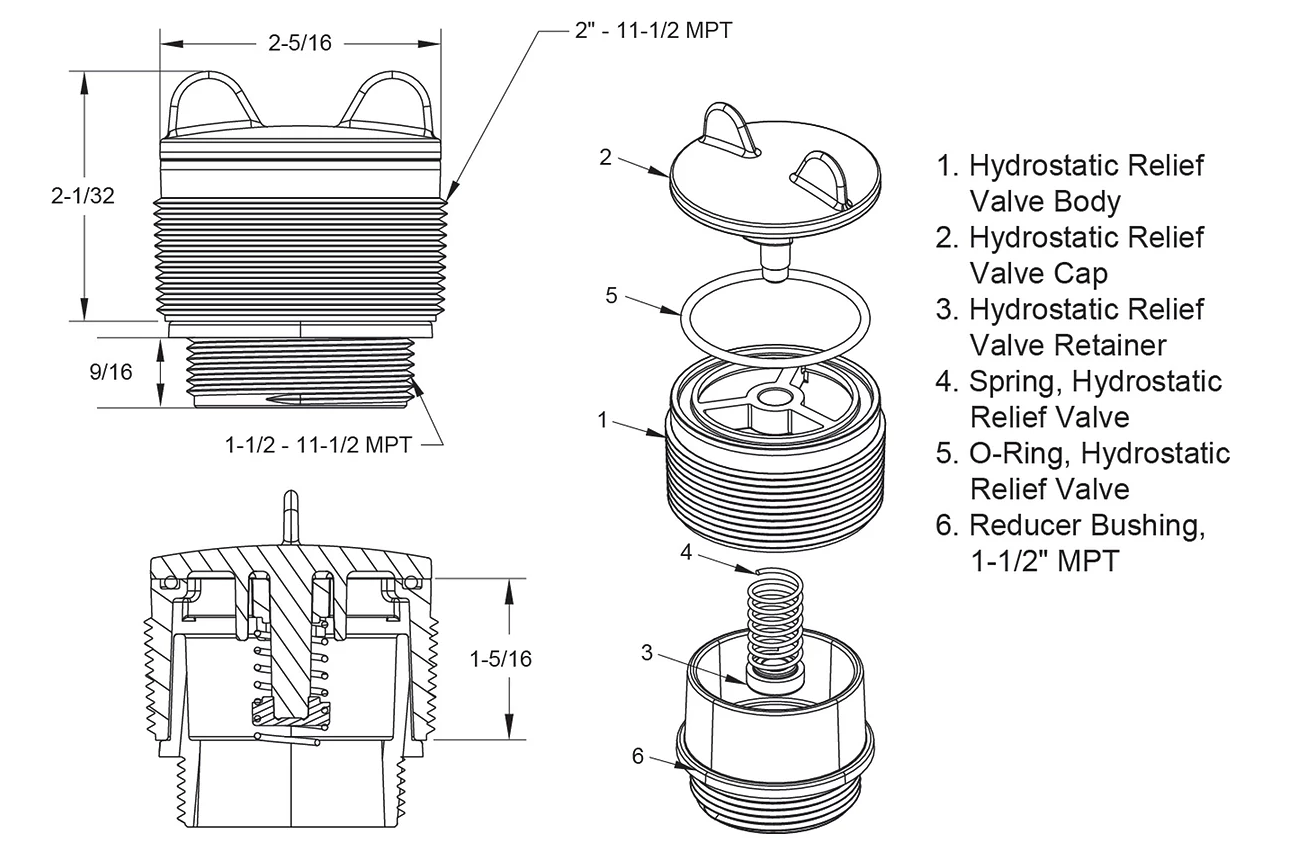 2-5/16
2" - 11-1/2 MPT
2-1/32
9/16
1-1/2 - 11-1/2 MPT
1-5/16
2
5
1
4
3
6
1. Hydrostatic Relief
Valve Body
2. Hydrostatic Relief
Valve Cap
3. Hydrostatic Relief
Valve Retainer
4. Spring, Hydrostatic
Relief Valve
5. O-Ring, Hydrostatic
Relief Valve
6. Reducer Bushing,
1-1/2" MPT